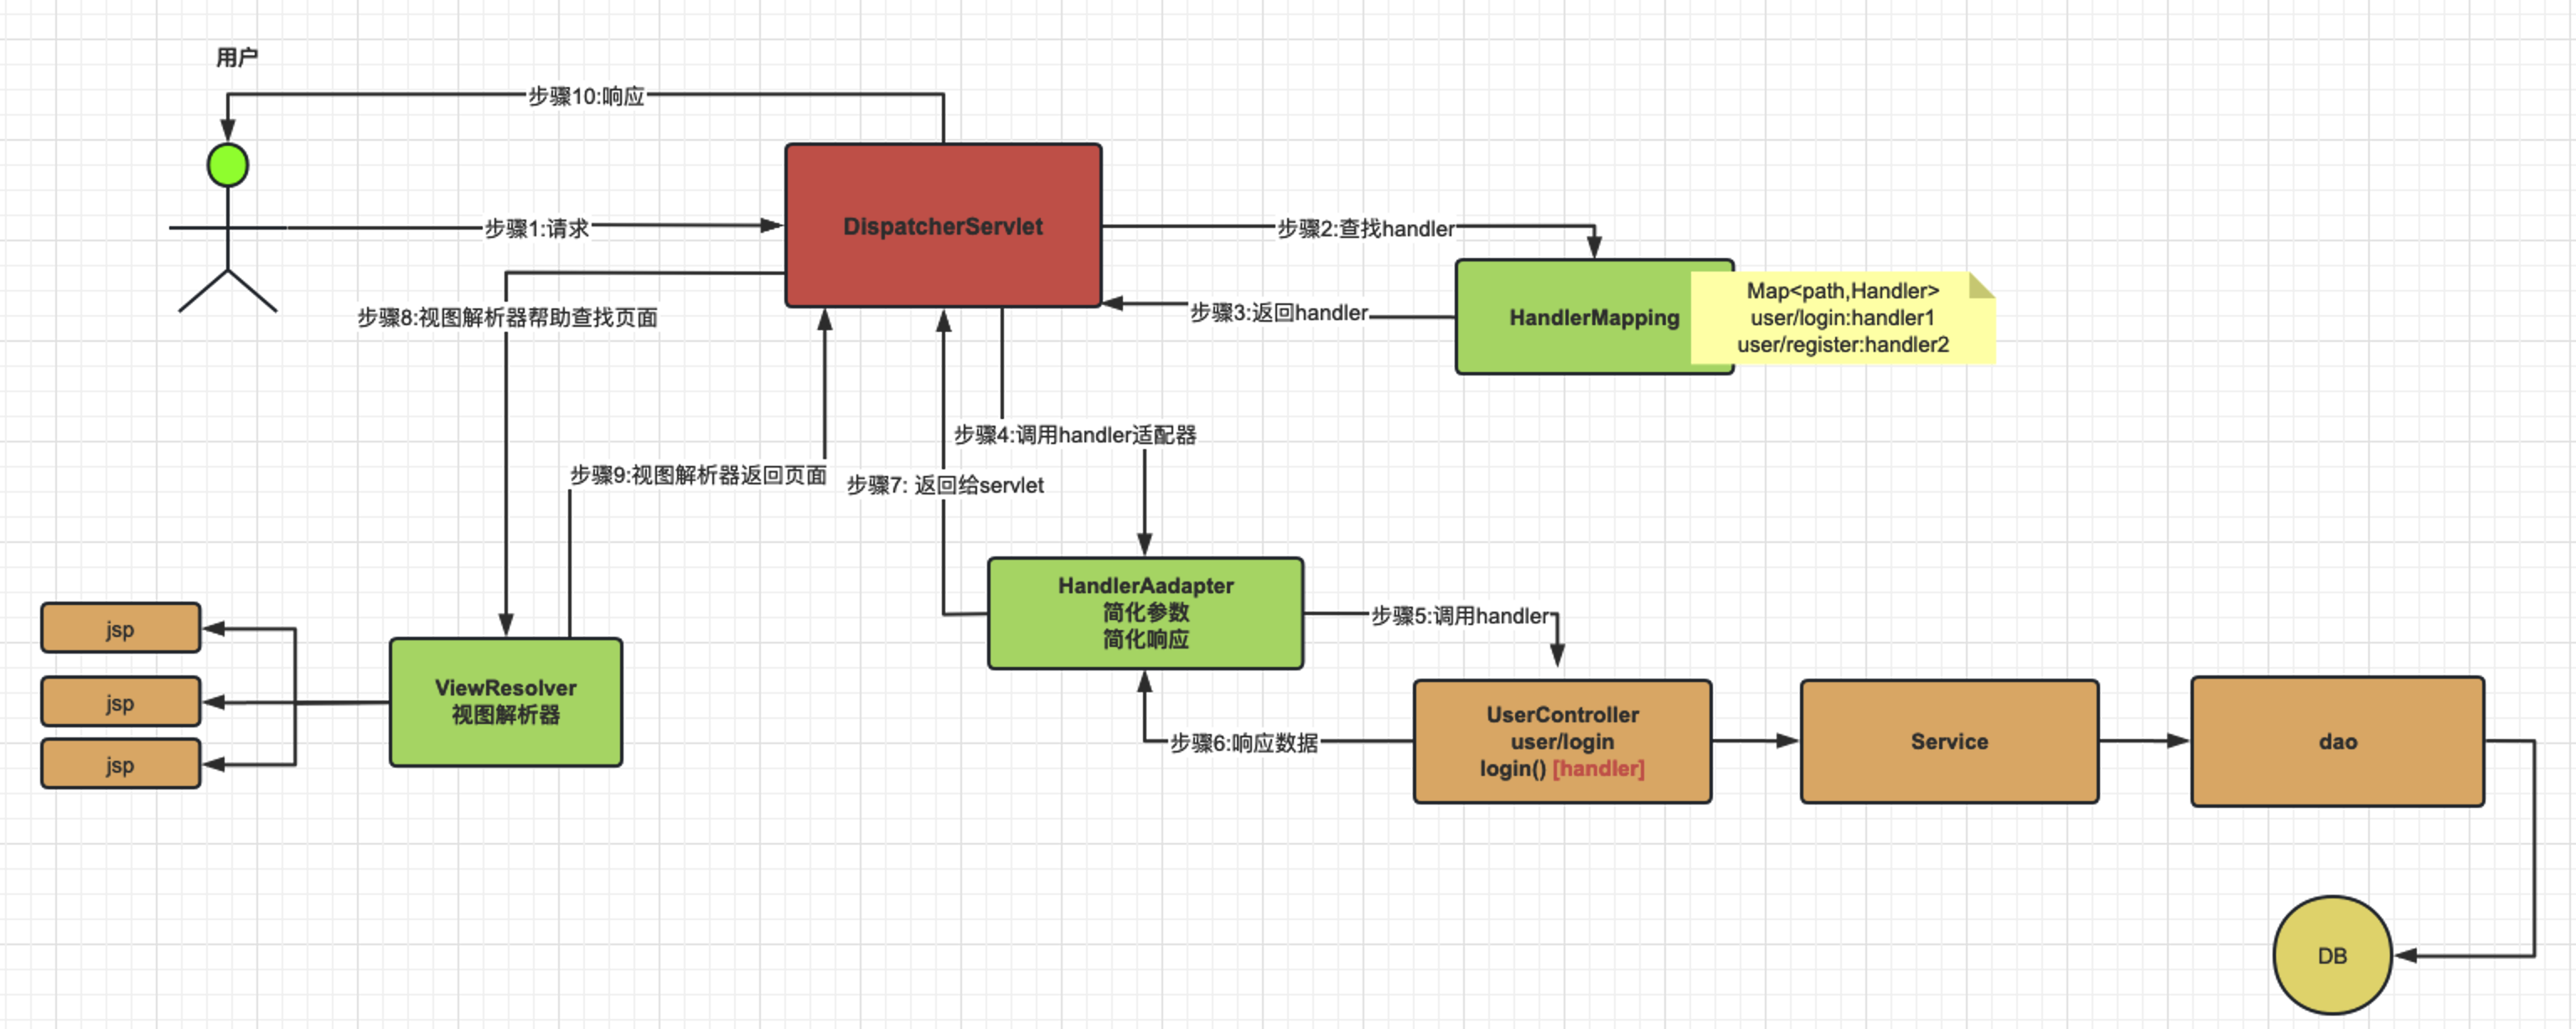 用户
步骤10:响应
步骤1:请求
DispatcherServlet
步骤2:查找handler
步骤3:返回handler
HandlerMapping
Map<path,Handler>
user/login:handler1
user/register:handler2
步骤8:视图解析器帮助查找页面
步骤4:调用handler适配器
步骤9:视图解析器返回页面
步骤7: 返回给servlet
HandlerAadapter
简化参数
简化响应
步骤5:调用handler
jsp
jsp
jsp
ViewResolver
视图解析器
步骤6:响应数据
UserController
user/login
login() [handler]
Service
dao
DB